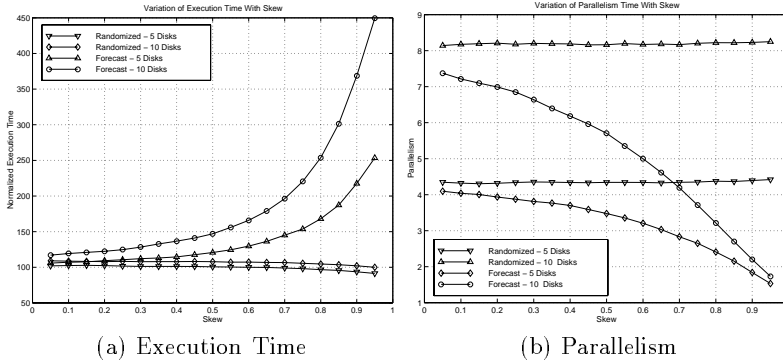 Variation of Execution Time With Skew
450
400
350
300
250
200
150
100
50
Normalized Execution Time
Randomized – 5 Disks
Randomized – 10 Disks
Forecast – 5 Disks
Forecast – 10 Disks
0 0.1 0.2 0.3 0.4 0.5 0.6 0.7 0.8 0.9 1
Skew
(a) Execution Time
Variation of Parallelism Time With Skew
9
8
7
6
5
4
3
2
1
Parallelism
Randomized – 5 Disks
Randomized – 10 Disks
Forecast – 5 Disks
Forecast – 10 Disks
0 0.1 0.2 0.3 0.4 0.5 0.6 0.7 0.8 0.9 1
Skew
(b) Parallelism